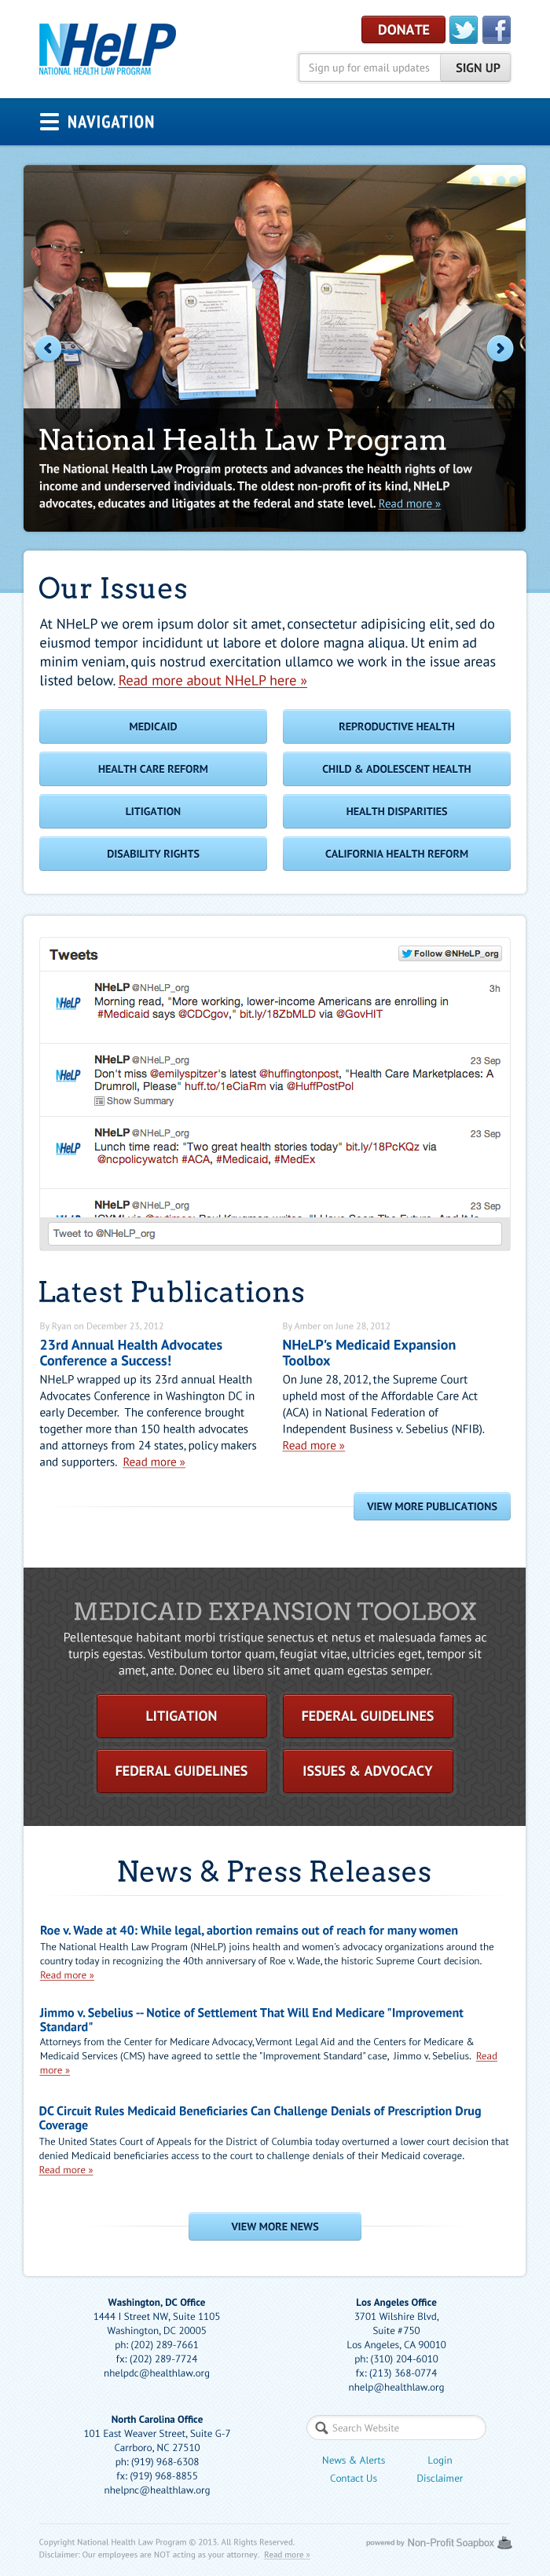 NHeLP
NATIONAL HEALTH LAW PROGRAM
DONATE
Sign up for email updates
SIGN UP
NAVIGATION
National Health Law Program
The National Health Law Program protects and advances the health rights of low
income and underserved individuals. The oldest non-profit of its kind, NHeLP
advocates, educates and litigates at the federal and state level. Read more »
Our Issues
At NHeLP we orem ipsum dolor sit amet, consectetur adipisicing elit, sed do
eiusmod tempor incididunt ut labore et dolore magna aliqua. Ut enim ad
minim veniam, quis nostrud exercitation ullamco we work in the issue areas
listed below. Read more about NHeLP here »
MEDICAID
REPRODUCTIVE HEALTH
HEALTH CARE REFORM
CHILD & ADOLESCENT HEALTH
LITIGATION
HEALTH DISPARITIES
DISABILITY RIGHTS
CALIFORNIA HEALTH REFORM
Tweets
Follow @NHeLP_org
NHeLP
NHeLP @NHeLP_org 3h
Morning read, "More working, lower-income Americans are enrolling in
#Medicaid says @CDCgov," bit.ly/18ZbMLD via @GovHIT
NHeLP
NHeLP @NHeLP_org 23 Sep
Don't miss @emilyspitzer's latest @huffingtonpost, "Health Care Marketplaces: A
Drumroll, Please" huff.to/1eCiaRm via @HuffPostPol
Show Summary
NHeLP
NHeLP @NHeLP_org 23 Sep
Lunch time read: "Two great health stories today" bit.ly/18PcKQz via
@ncpolicywatch #ACA, #Medicaid, #MedEx
NHeLP @NHeLP_org 23 Sep
Tweet to @NHeLP_org
Latest Publications
By Ryan on December 23, 2012
23rd Annual Health Advocates
Conference a Success!
NHeLP wrapped up its 23rd annual Health
Advocates Conference in Washington DC in
early December. The conference brought
together more than 150 health advocates
and attorneys from 24 states, policy makers
and supporters. Read more »
By Amber on June 28, 2012
NHeLP's Medicaid Expansion
Toolbox
On June 28, 2012, the Supreme Court
upheld most of the Affordable Care Act
(ACA) in National Federation of
Independent Business v. Sebelius (NFIB).
Read more »
VIEW MORE PUBLICATIONS
MEDICAID EXPANSION TOOLBOX
Pellentesque habitant morbi tristique senectus et netus et malesuada fames ac
turpis egestas. Vestibulum tortor quam, feugiat vitae, ultricies eget, tempor sit
amet, ante. Donec eu libero sit amet quam egestas semper.
LITIGATION
FEDERAL GUIDELINES
FEDERAL GUIDELINES
ISSUES & ADVOCACY
News & Press Releases
Roe v. Wade at 40: While legal, abortion remains out of reach for many women
The National Health Law Program (NHeLP) joins health and women's advocacy organizations around the
country today in recognizing the 40th anniversary of Roe v. Wade, the historic Supreme Court decision.
Read more »
Jimmo v. Sebelius -- Notice of Settlement That Will End Medicare "Improvement
Standard"
Attorneys from the Center for Medicare Advocacy, Vermont Legal Aid and the Centers for Medicare &
Medicaid Services (CMS) have agreed to settle the "Improvement Standard" case, Jimmo v. Sebelius. Read
more »
DC Circuit Rules Medicaid Beneficiaries Can Challenge Denials of Prescription Drug
Coverage
The United States Court of Appeals for the District of Columbia today overturned a lower court decision that
denied Medicaid beneficiaries access to the court to challenge denials of their Medicaid coverage.
Read more »
VIEW MORE NEWS
Washington, DC Office
1444 I Street NW, Suite 1105
Washington, DC 20005
ph: (202) 289-7661
fx: (202) 289-7724
nhelpdc@healthlaw.org
Los Angeles Office
3701 Wilshire Blvd,
Suite #750
Los Angeles, CA 90010
ph: (310) 204-6010
fx: (213) 368-0774
nhelp@healthlaw.org
North Carolina Office
101 East Weaver Street, Suite G-7
Carrboro, NC 27510
ph: (919) 968-6308
fx: (919) 968-8855
nhelpnc@healthlaw.org
Search Website
News & Alerts
Login
Contact Us
Disclaimer
Copyright National Health Law Program © 2013. All Rights Reserved.
Disclaimer: Our employees are NOT acting as your attorney. Read more »
powered by Non-Profit Soapbox